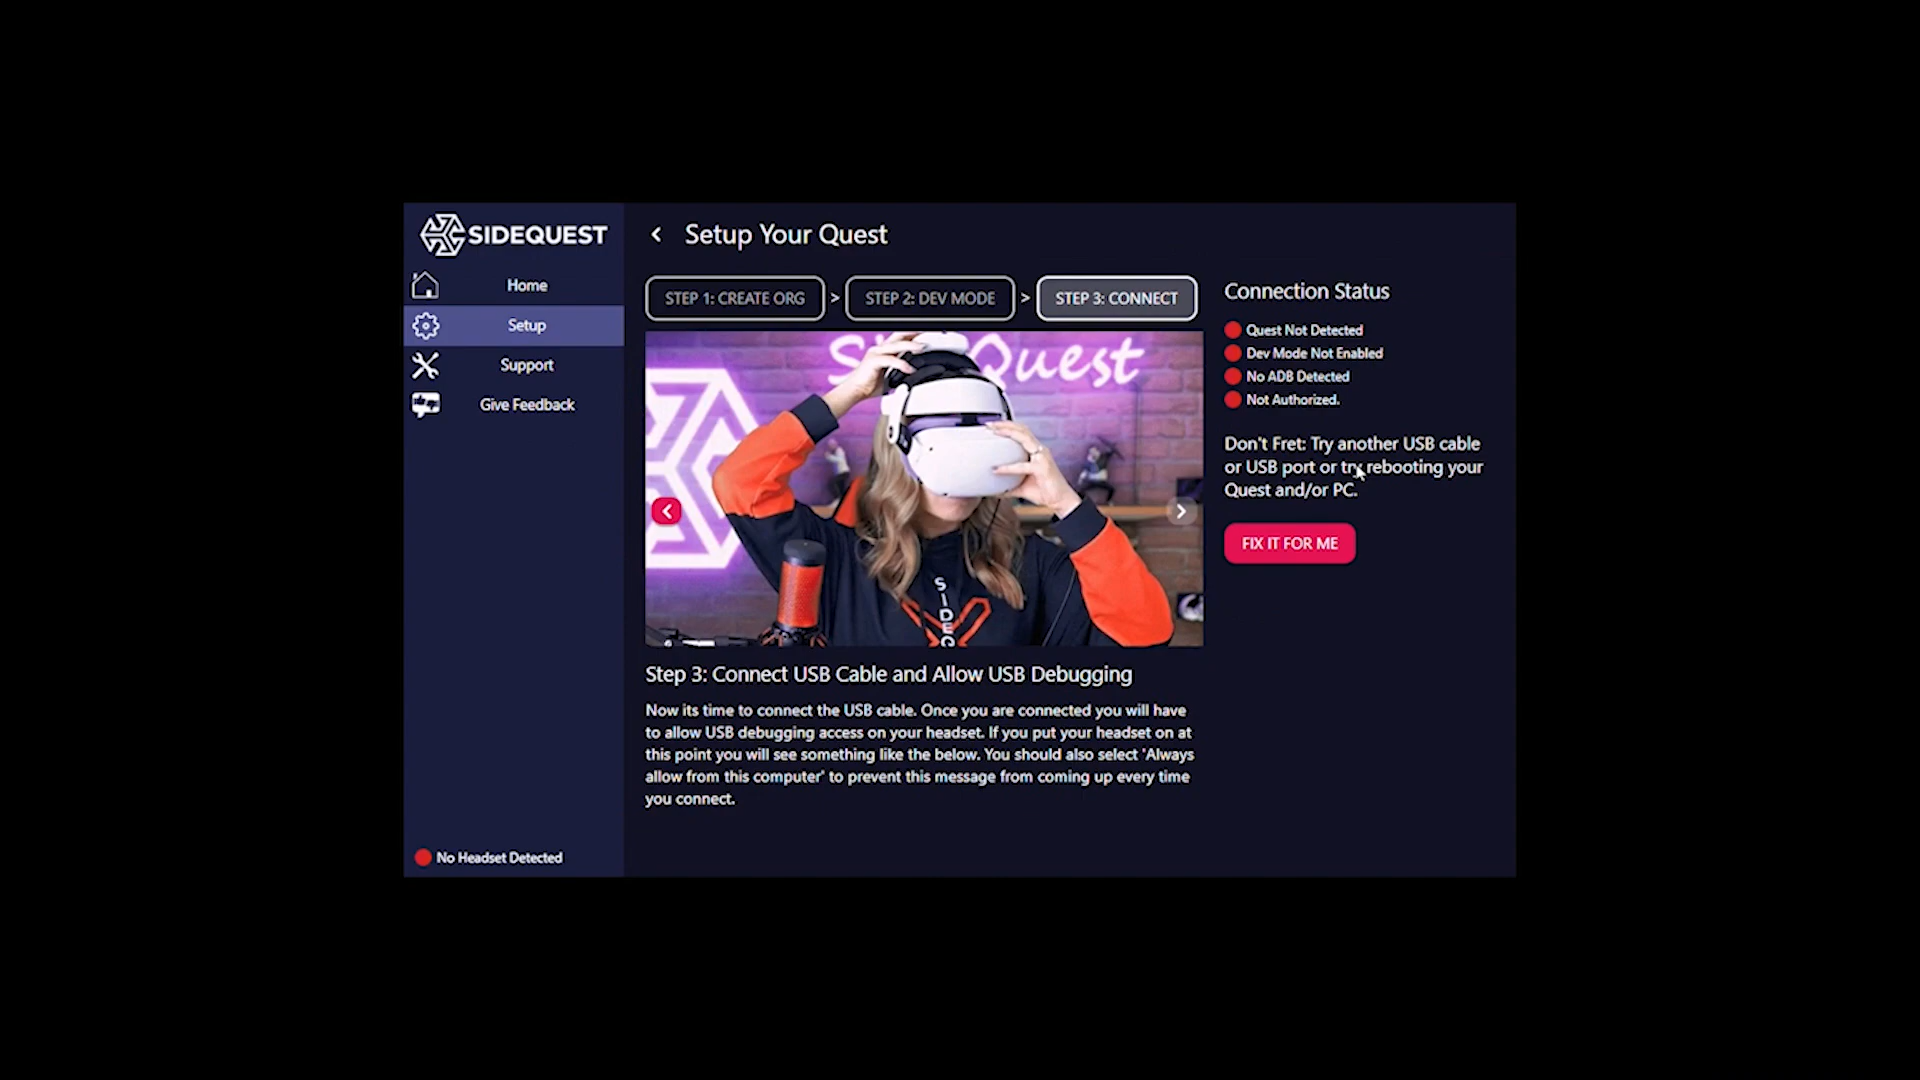 SIDEQUEST
Home
Setup
Support
Give Feedback
No Headset Detected
Setup Your Quest
STEP 1: CREATE ORG > STEP 2: DEV MODE > STEP 3: CONNECT
SideQuest
SIDEQ
Step 3: Connect USB Cable and Allow USB Debugging
Now its time to connect the USB cable. Once you are connected you will have
to allow USB debugging access on your headset. If you put your headset on at
this point you will see something like the below. You should also select 'Always
allow from this computer' to prevent this message from coming up every time
you connect.
Connection Status
Quest Not Detected
Dev Mode Not Enabled
No ADB Detected
Not Authorized.
Don't Fret: Try another USB cable
or USB port or try rebooting your
Quest and/or PC.
FIX IT FOR ME